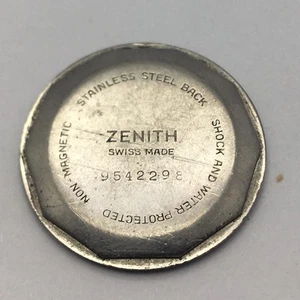 STAINLESS STEEL BACK
SHOCK AND WATER PROTECTED
NON-MAGNETIC
ZENITH
SWISS MADE
9542298